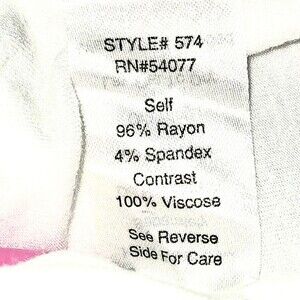 STYLE# 574
RN#54077
Self
96% Rayon
4% Spandex
Contrast
100% Viscose
See Reverse
Side For Care